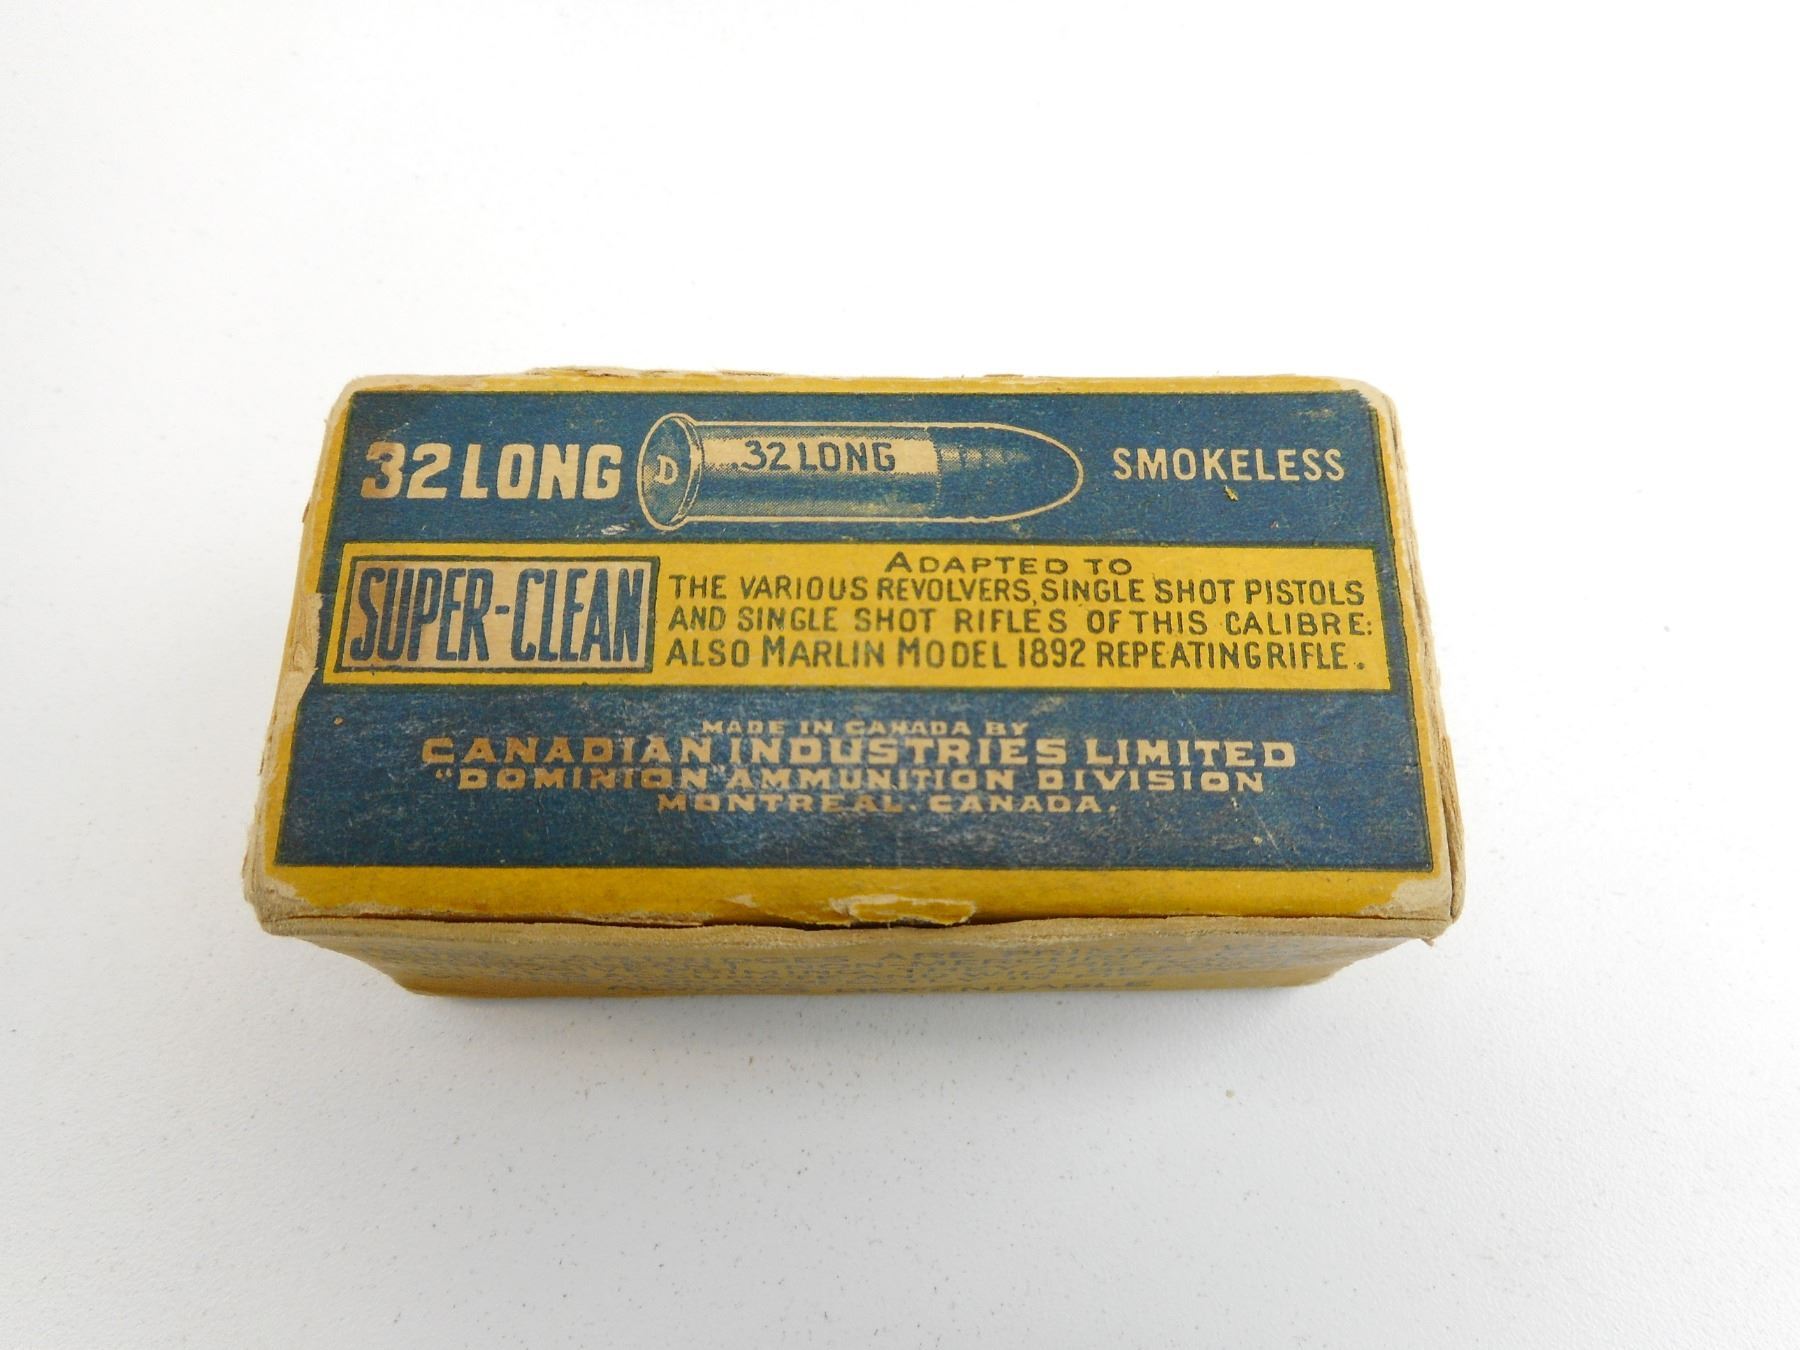 32 LONG
D
.32 LONG
SMOKELESS
SUPER-CLEAN
ADAPTED TO
THE VARIOUS REVOLVERS, SINGLE SHOT PISTOLS
AND SINGLE SHOT RIFLES OF THIS CALIBRE:
ALSO MARLIN MODEL 1892 REPEATING RIFLE.
MADE IN CANADA BY
CANADIAN INDUSTRIES LIMITED
"DOMINION" AMMUNITION DIVISION
MONTREAL. CANADA.